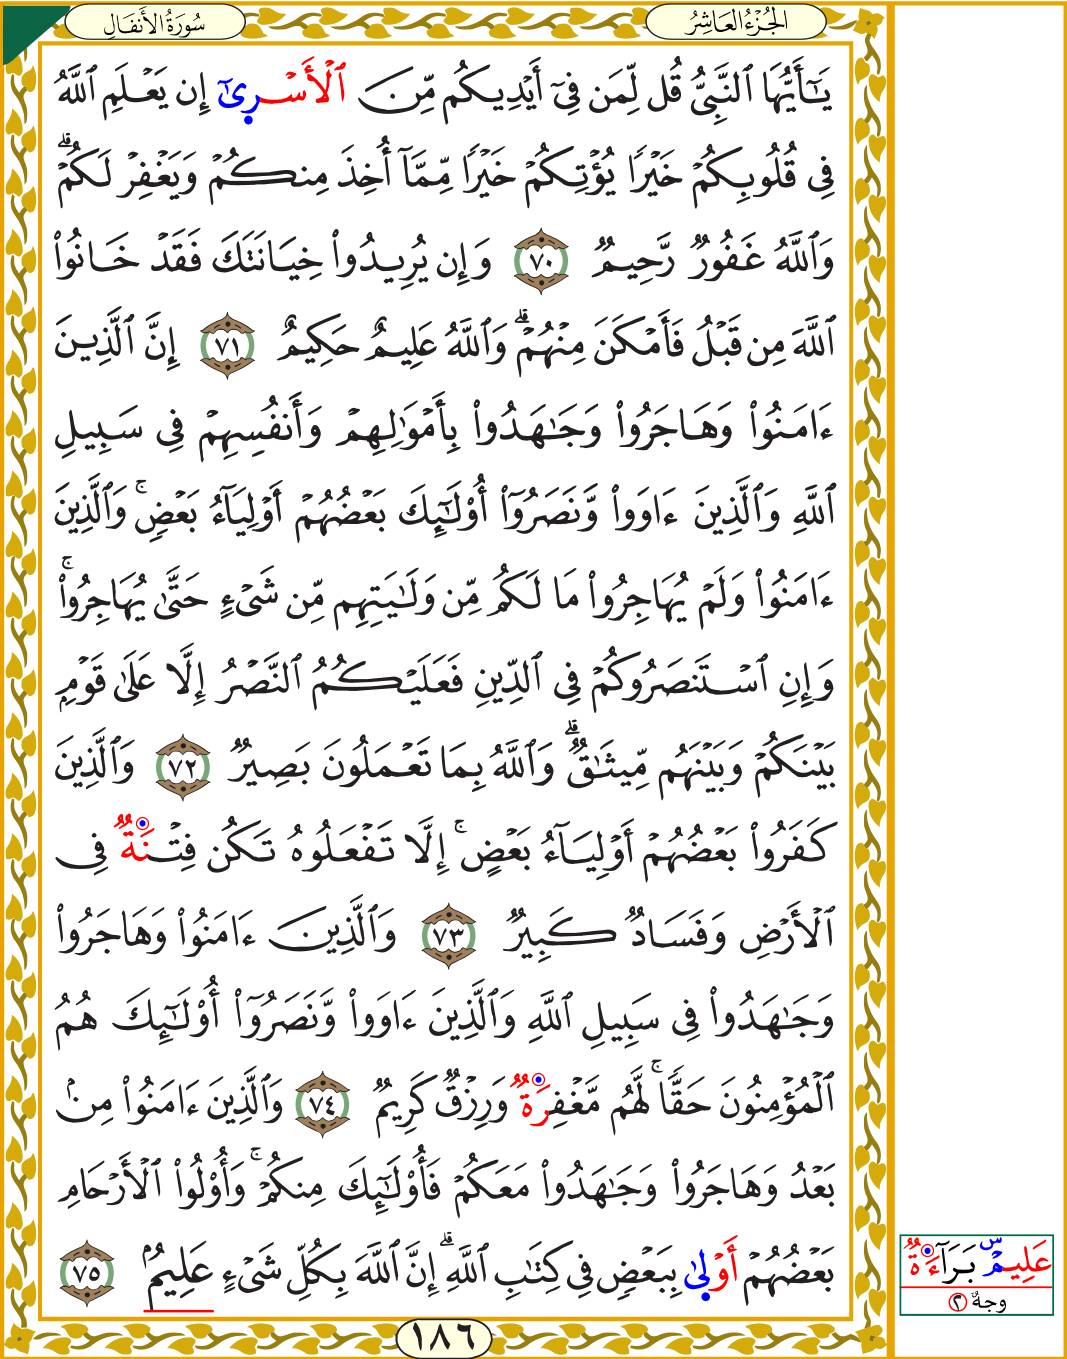 الجُزْءُ العَاشِرُ
سُورَةُ الأَنفَالِ
يَـٰٓأَيُّهَا ٱلنَّبِىُّ قُل لِّمَن فِىٓ أَيْدِيكُم مِّنَ ٱلْأَسْرىٰٓ إِن يَعْلَمِ ٱللَّهُ
فِى قُلُوبِكُمْ خَيْرًا يُؤْتِكُمْ خَيْرًا مِّمَّآ أُخِذَ مِنكُمْ وَيَغْفِرْ لَكُمْ ۗ
وَٱللَّهُ غَفُورٌ رَّحِيمٌ ٧٠ وَإِن يُرِيدُوا۟ خِيَانَتَكَ فَقَدْ خَانُوا۟
ٱللَّهَ مِن قَبْلُ فَأَمْكَنَ مِنْهُمْ ۗ وَٱللَّهُ عَلِيمٌ حَكِيمٌ ٧١ إِنَّ ٱلَّذِينَ
ءَامَنُوا۟ وَهَاجَرُوا۟ وَجَـٰهَدُوا۟ بِأَمْوَٰلِهِمْ وَأَنفُسِهِمْ فِى سَبِيلِ
ٱللَّهِ وَٱلَّذِينَ ءَاوَوا۟ وَّنَصَرُوٓا۟ أُو۟لَـٰٓئِكَ بَعْضُهُمْ أَوْلِيَآءُ بَعْضٍ ۚ وَٱلَّذِينَ
ءَامَنُوا۟ وَلَمْ يُهَاجِرُوا۟ مَا لَكُم مِّن وَلَـٰيَتِهِم مِّن شَىْءٍ حَتَّىٰ يُهَاجِرُوا۟ ۚ
وَإِنِ ٱسْتَنصَرُوكُمْ فِى ٱلدِّينِ فَعَلَيْكُمُ ٱلنَّصْرُ إِلَّا عَلَىٰ قَوْمٍ
بَيْنَكُمْ وَبَيْنَهُم مِّيثَـٰقٌ ۗ وَٱللَّهُ بِمَا تَعْمَلُونَ بَصِيرٌ ٧٢ وَٱلَّذِينَ
كَفَرُوا۟ بَعْضُهُمْ أَوْلِيَآءُ بَعْضٍ ۚ إِلَّا تَفْعَلُوهُ تَكُن فِتْنَةٌ فِى
ٱلْأَرْضِ وَفَسَادٌ كَبِيرٌ ٧٣ وَٱلَّذِينَ ءَامَنُوا۟ وَهَاجَرُوا۟
وَجَـٰهَدُوا۟ فِى سَبِيلِ ٱللَّهِ وَٱلَّذِينَ ءَاوَوا۟ وَّنَصَرُوٓا۟ أُو۟لَـٰٓئِكَ هُمُ
ٱلْمُؤْمِنُونَ حَقًّا ۚ لَّهُم مَّغْفِرَةٌ وَرِزْقٌ كَرِيمٌ ٧٤ وَٱلَّذِينَ ءَامَنُوا۟ مِنۢ
بَعْدُ وَهَاجَرُوا۟ وَجَـٰهَدُوا۟ مَعَكُمْ فَأُو۟لَـٰٓئِكَ مِنكُمْ ۚ وَأُو۟لُوا۟ ٱلْأَرْحَامِ
بَعْضُهُمْ أَوْلىٰ بِبَعْضٍ فِى كِتَـٰبِ ٱللَّهِ ۗ إِنَّ ٱللَّهَ بِكُلِّ شَىْءٍ عَلِيمٌۢ ٧٥
عَلِيمٌ س بَرَآءَةٌ
وجهٌ ٢
١٨٦